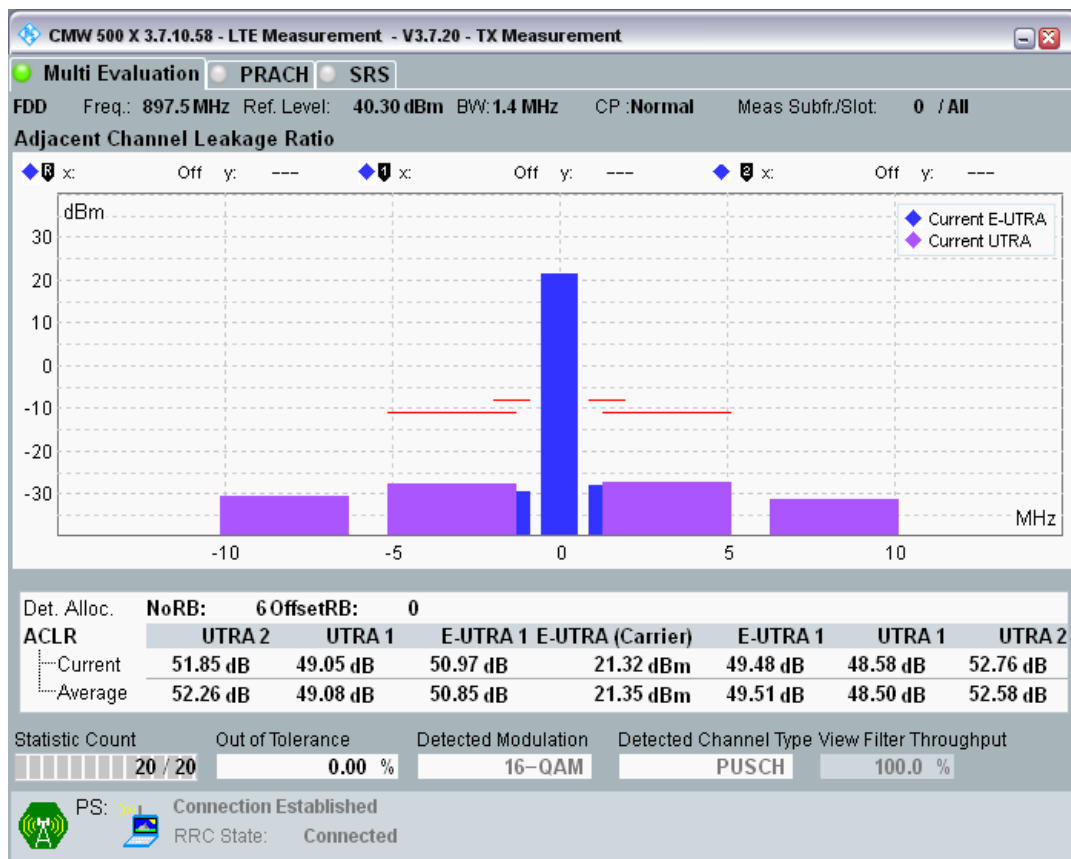 CMW 500 X 3.7.10.58 - LTE Measurement - V3.7.20 - TX Measurement
Multi Evaluation PRACH SRS
FDD Freq.: 897.5 MHz Ref. Level: 40.30 dBm BW: 1.4 MHz CP :Normal Meas Subfr./Slot: 0 / All
Adjacent Channel Leakage Ratio
R x: Off y: --- 1 x: Off y: --- 2 x: Off y: ---
dBm
Current E-UTRA
Current UTRA
30
20
10
0
-10
-20
-30
MHz
-10 -5 0 5 10
Det. Alloc. NoRB: 6 OffsetRB: 0
ACLR UTRA 2 UTRA 1 E-UTRA 1 E-UTRA (Carrier) E-UTRA 1 UTRA 1 UTRA 2
Current 51.85 dB 49.05 dB 50.97 dB 21.32 dBm 49.48 dB 48.58 dB 52.76 dB
Average 52.26 dB 49.08 dB 50.85 dB 21.35 dBm 49.51 dB 48.50 dB 52.58 dB
Statistic Count Out of Tolerance Detected Modulation Detected Channel Type View Filter Throughput
20 / 20 0.00 % 16-QAM PUSCH 100.0 %
PS: Connection Established
RRC State: Connected